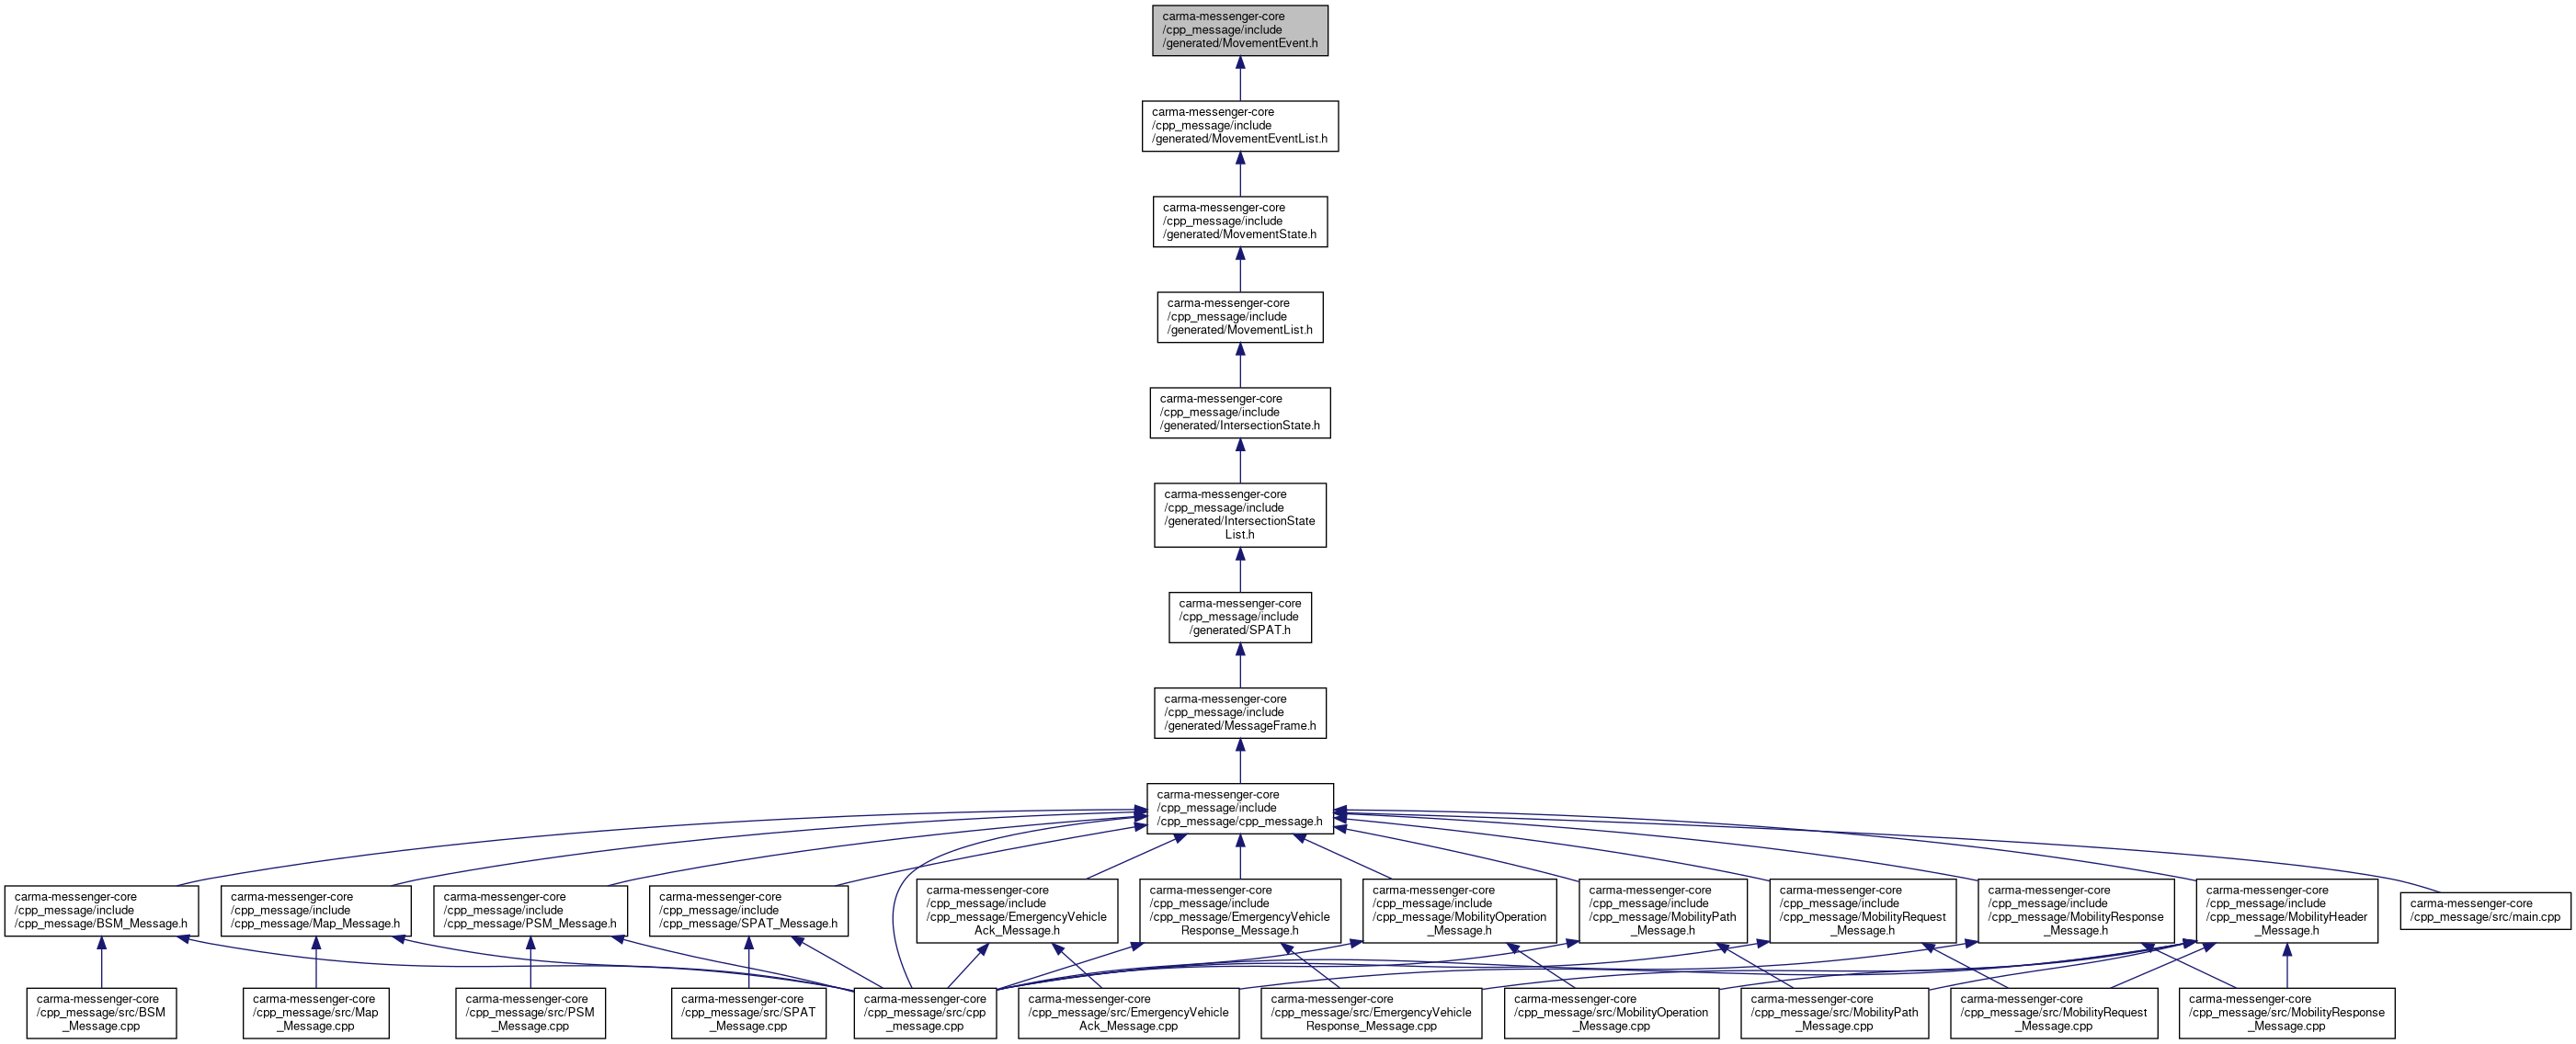 carma-messenger-core
/cpp_message/include
/generated/MovementEvent.h
carma-messenger-core
/cpp_message/include
/generated/MovementEventList.h
carma-messenger-core
/cpp_message/include
/generated/MovementState.h
carma-messenger-core
/cpp_message/include
/generated/MovementList.h
carma-messenger-core
/cpp_message/include
/generated/IntersectionState.h
carma-messenger-core
/cpp_message/include
/generated/IntersectionState
List.h
carma-messenger-core
/cpp_message/include
/generated/SPAT.h
carma-messenger-core
/cpp_message/include
/generated/MessageFrame.h
carma-messenger-core
/cpp_message/include
/cpp_message/cpp_message.h
carma-messenger-core
/cpp_message/include
/cpp_message/BSM_Message.h
carma-messenger-core
/cpp_message/include
/cpp_message/Map_Message.h
carma-messenger-core
/cpp_message/include
/cpp_message/PSM_Message.h
carma-messenger-core
/cpp_message/include
/cpp_message/SPAT_Message.h
carma-messenger-core
/cpp_message/include
/cpp_message/EmergencyVehicle
Ack_Message.h
carma-messenger-core
/cpp_message/include
/cpp_message/EmergencyVehicle
Response_Message.h
carma-messenger-core
/cpp_message/include
/cpp_message/MobilityOperation
_Message.h
carma-messenger-core
/cpp_message/include
/cpp_message/MobilityPath
_Message.h
carma-messenger-core
/cpp_message/include
/cpp_message/MobilityRequest
_Message.h
carma-messenger-core
/cpp_message/include
/cpp_message/MobilityResponse
_Message.h
carma-messenger-core
/cpp_message/include
/cpp_message/MobilityHeader
_Message.h
carma-messenger-core
/cpp_message/src/main.cpp
carma-messenger-core
/cpp_message/src/BSM
_Message.cpp
carma-messenger-core
/cpp_message/src/Map
_Message.cpp
carma-messenger-core
/cpp_message/src/PSM
_Message.cpp
carma-messenger-core
/cpp_message/src/SPAT
_Message.cpp
carma-messenger-core
/cpp_message/src/cpp
_message.cpp
carma-messenger-core
/cpp_message/src/EmergencyVehicle
Ack_Message.cpp
carma-messenger-core
/cpp_message/src/EmergencyVehicle
Response_Message.cpp
carma-messenger-core
/cpp_message/src/MobilityOperation
_Message.cpp
carma-messenger-core
/cpp_message/src/MobilityPath
_Message.cpp
carma-messenger-core
/cpp_message/src/MobilityRequest
_Message.cpp
carma-messenger-core
/cpp_message/src/MobilityResponse
_Message.cpp